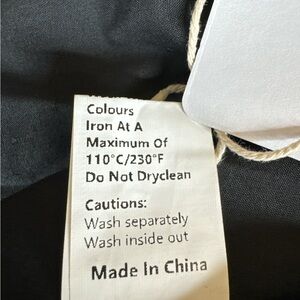 Colours
Iron At A
Maximum Of
110°C/230°F
Do Not Dryclean
Cautions:
Wash separately
Wash inside out
Made In China